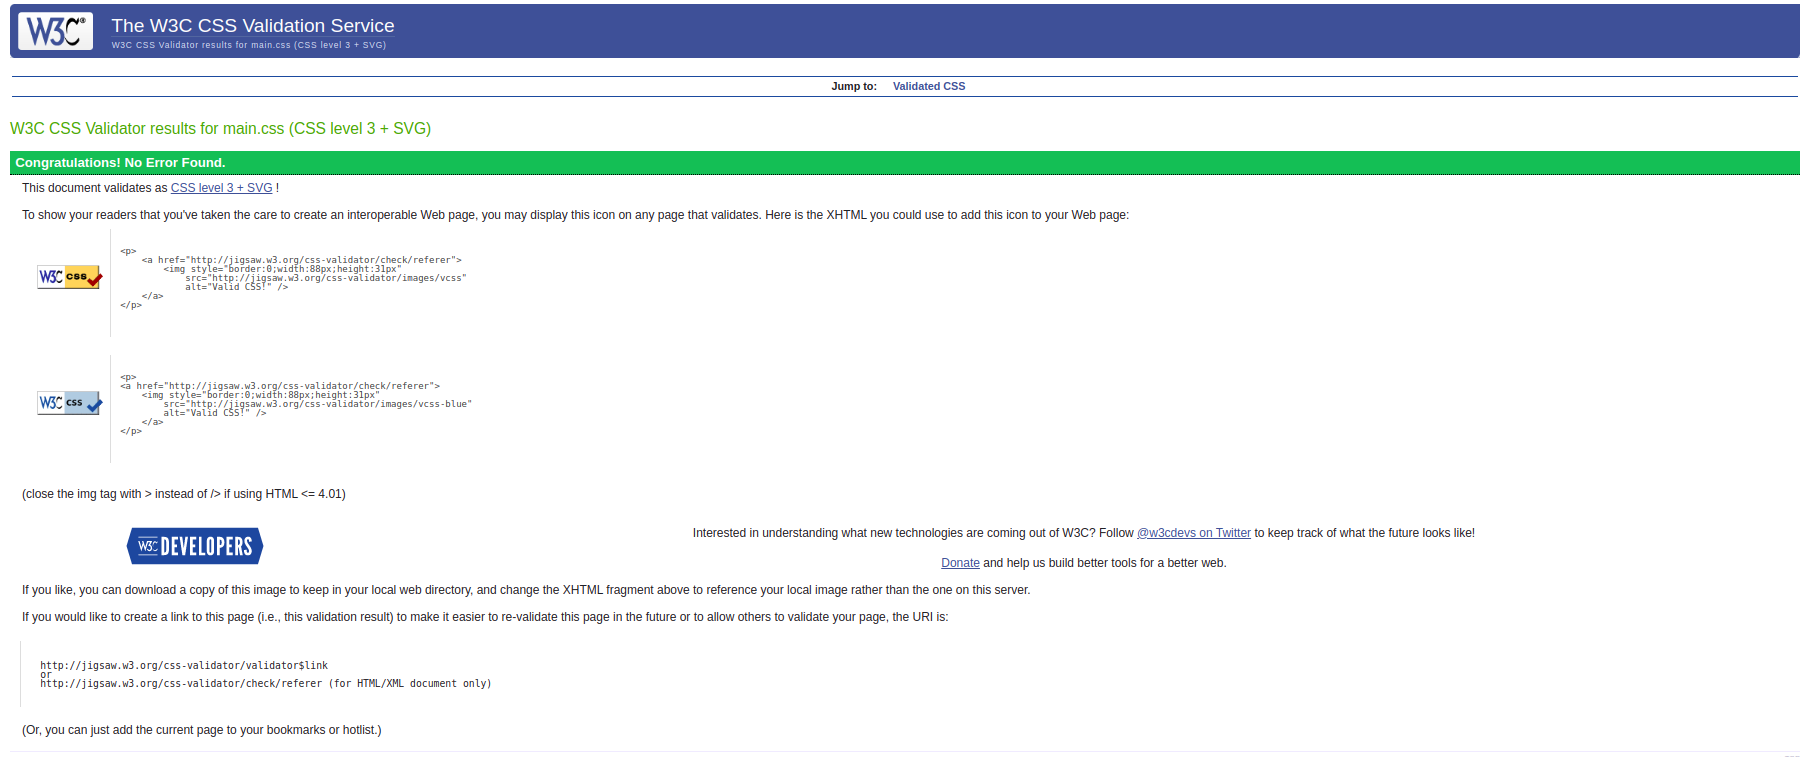 W3C®
The W3C CSS Validation Service
W3C CSS Validator results for main.css (CSS level 3 + SVG)
Jump to: Validated CSS
W3C CSS Validator results for main.css (CSS level 3 + SVG)
Congratulations! No Error Found.
This document validates as CSS level 3 + SVG !
To show your readers that you've taken the care to create an interoperable Web page, you may display this icon on any page that validates. Here is the XHTML you could use to add this icon to your Web page:
W3C css
<p>
    <a href="http://jigsaw.w3.org/css-validator/check/referer">
        <img style="border:0;width:88px;height:31px"
            src="http://jigsaw.w3.org/css-validator/images/vcss"
            alt="Valid CSS!" />
    </a>
</p>
W3C css
<p>
<a href="http://jigsaw.w3.org/css-validator/check/referer">
    <img style="border:0;width:88px;height:31px"
        src="http://jigsaw.w3.org/css-validator/images/vcss-blue"
        alt="Valid CSS!" />
    </a>
</p>
(close the img tag with > instead of /> if using HTML <= 4.01)
W3C DEVELOPERS
Interested in understanding what new technologies are coming out of W3C? Follow @w3cdevs on Twitter to keep track of what the future looks like!
Donate and help us build better tools for a better web.
If you like, you can download a copy of this image to keep in your local web directory, and change the XHTML fragment above to reference your local image rather than the one on this server.
If you would like to create a link to this page (i.e., this validation result) to make it easier to re-validate this page in the future or to allow others to validate your page, the URI is:
http://jigsaw.w3.org/css-validator/validator$link
or
http://jigsaw.w3.org/css-validator/check/referer (for HTML/XML document only)
(Or, you can just add the current page to your bookmarks or hotlist.)